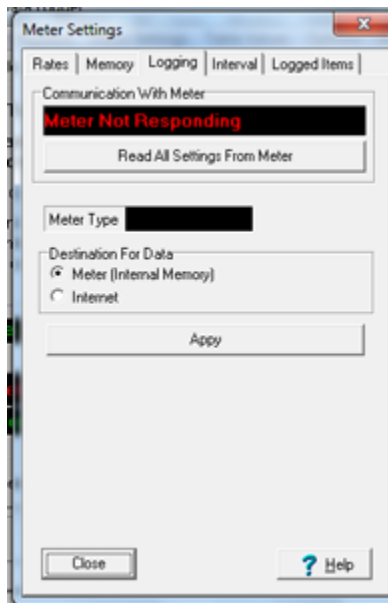 Meter Settings
Rates Memory Logging Interval Logged Items
Communication With Meter
Meter Not Responding
Read All Settings From Meter
Meter Type
Destination For Data
Meter (Internal Memory)
Internet
Appy
Close ? Help